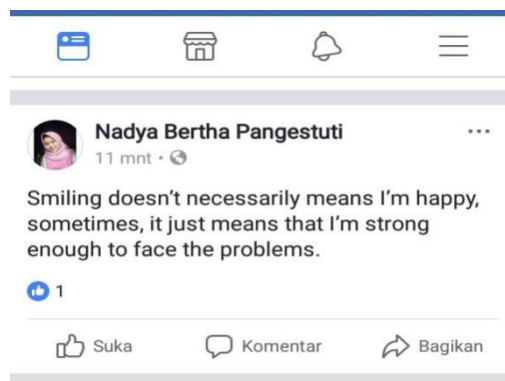 Nadya Bertha Pangestuti
11 mnt
Smiling doesn't necessarily means I'm happy,
sometimes, it just means that I'm strong
enough to face the problems.
1
Suka Komentar Bagikan